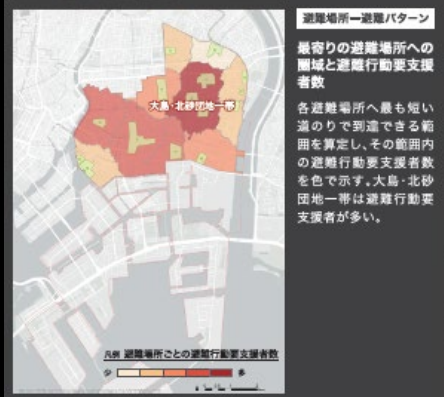 避難場所ー避難パターン
最寄りの避難場所への
圏域と避難行動要支援
者数
各避難場所へ最も短い
道のりで到達できる範
囲を算定し、その範囲内
の避難行動要支援者数
を色で示す。大島・北砂
団地一帯は避難行動要
支援者が多い。
大島・北砂団地一帯
凡例 避難場所ごとの避難行動要支援者数
少 多